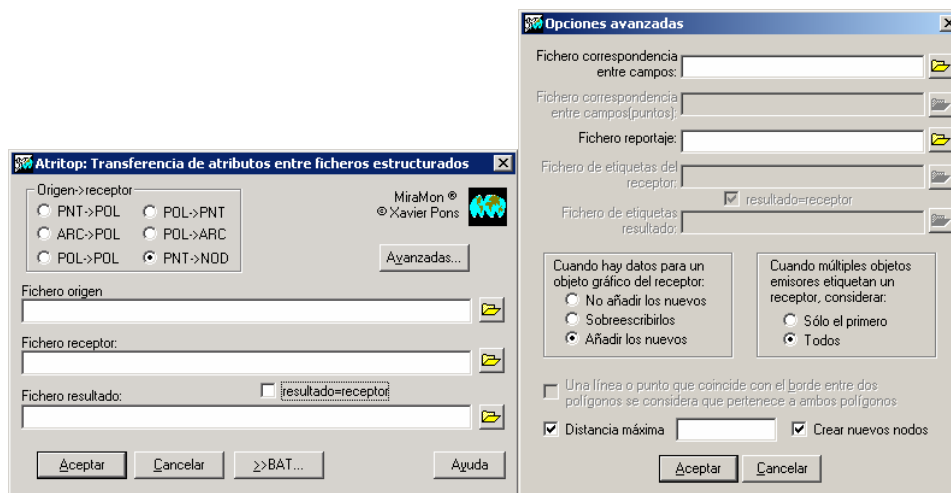 Atritop: Transferencia de atributos entre ficheros estructurados
Origen->receptor
PNT->POL
POL->PNT
ARC->POL
POL->ARC
POL->POL
PNT->NOD
MiraMon ®
© Xavier Pons
Avanzadas...
Fichero origen
Fichero receptor:
Fichero resultado:
resultado=receptor
Aceptar
Cancelar
>>BAT...
Ayuda
Opciones avanzadas
Fichero correspondencia
entre campos:
Fichero correspondencia
entre campos(puntos):
Fichero reportaje:
Fichero de etiquetas del
receptor:
resultado=receptor
Fichero de etiquetas
resultado:
Cuando hay datos para un
objeto gráfico del receptor:
No añadir los nuevos
Sobreescribirlos
Añadir los nuevos
Cuando múltiples objetos
emisores etiquetan un
receptor, considerar:
Sólo el primero
Todos
Una línea o punto que coincide con el borde entre dos
polígonos se considera que pertenece a ambos polígonos
Distancia máxima
Crear nuevos nodos
Aceptar
Cancelar